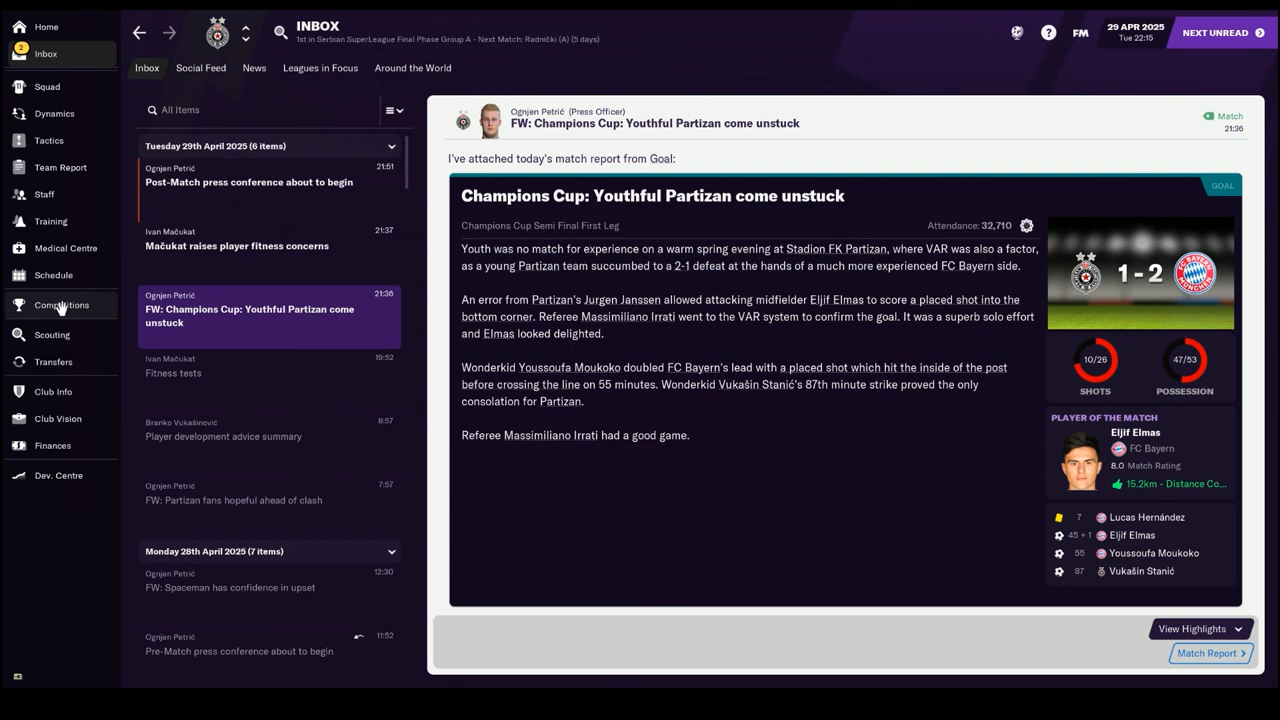 Home
2
Inbox
Squad
Dynamics
Tactics
Team Report
Staff
Training
Medical Centre
Schedule
Competitions
Scouting
Transfers
Club Info
Club Vision
Finances
Dev. Centre
INBOX
1st in Serbian SuperLeague Final Phase Group A - Next Match: Radnički (A) (5 days)
? FM
29 APR 2025
Tue 22:15
NEXT UNREAD
Inbox Social Feed News Leagues in Focus Around the World
All Items
Tuesday 29th April 2025 (6 items)
Ognjen Petrić 21:51
Post-Match press conference about to begin
Ivan Mačukat 21:37
Mačukat raises player fitness concerns
Ognjen Petrić 21:36
FW: Champions Cup: Youthful Partizan come
unstuck
Ivan Mačukat 19:52
Fitness tests
Branko Vukašinović 8:57
Player development advice summary
Ognjen Petrić 7:57
FW: Partizan fans hopeful ahead of clash
Monday 28th April 2025 (7 items)
Ognjen Petrić 12:30
FW: Spaceman has confidence in upset
Ognjen Petrić 11:52
Pre-Match press conference about to begin
Ognjen Petrić (Press Officer)
FW: Champions Cup: Youthful Partizan come unstuck
Match
21:36
I've attached today's match report from Goal:
Champions Cup: Youthful Partizan come unstuck
GOAL
Champions Cup Semi Final First Leg
Attendance: 32,710
Youth was no match for experience on a warm spring evening at Stadion FK Partizan, where VAR was also a factor,
as a young Partizan team succumbed to a 2-1 defeat at the hands of a much more experienced FC Bayern side.
An error from Partizan's Jurgen Janssen allowed attacking midfielder Eljif Elmas to score a placed shot into the
bottom corner. Referee Massimiliano Irrati went to the VAR system to confirm the goal. It was a superb solo effort
and Elmas looked delighted.
Wonderkid Youssoufa Moukoko doubled FC Bayern's lead with a placed shot which hit the inside of the post
before crossing the line on 55 minutes. Wonderkid Vukašin Stanić's 87th minute strike proved the only
consolation for Partizan.
Referee Massimiliano Irrati had a good game.
1 - 2
10/26
SHOTS
47/53
POSSESSION
PLAYER OF THE MATCH
Eljif Elmas
FC Bayern
8.0 Match Rating
15.2km - Distance Co...
7 Lucas Hernández
45 + 1 Eljif Elmas
55 Youssoufa Moukoko
87 Vukašin Stanić
View Highlights
Match Report